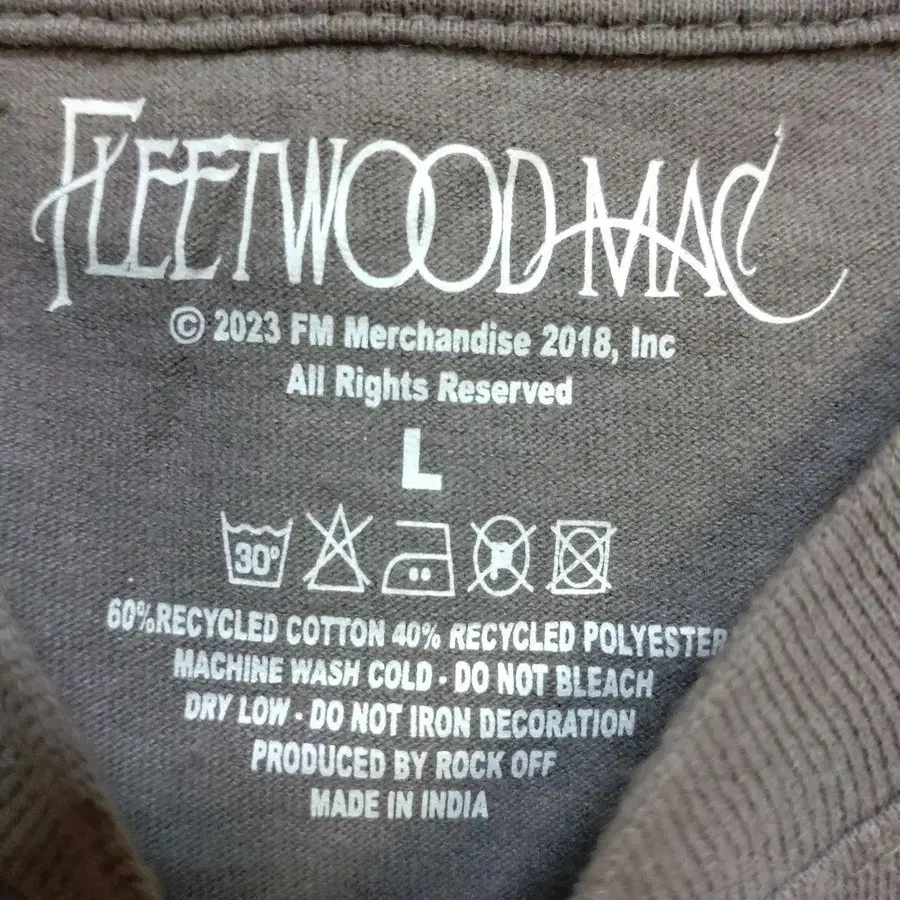 FLEETWOOD MAC
© 2023 FM Merchandise 2018, Inc
All Rights Reserved
L
30° P
60%RECYCLED COTTON 40% RECYCLED POLYESTER
MACHINE WASH COLD - DO NOT BLEACH
DRY LOW - DO NOT IRON DECORATION
PRODUCED BY ROCK OFF
MADE IN INDIA